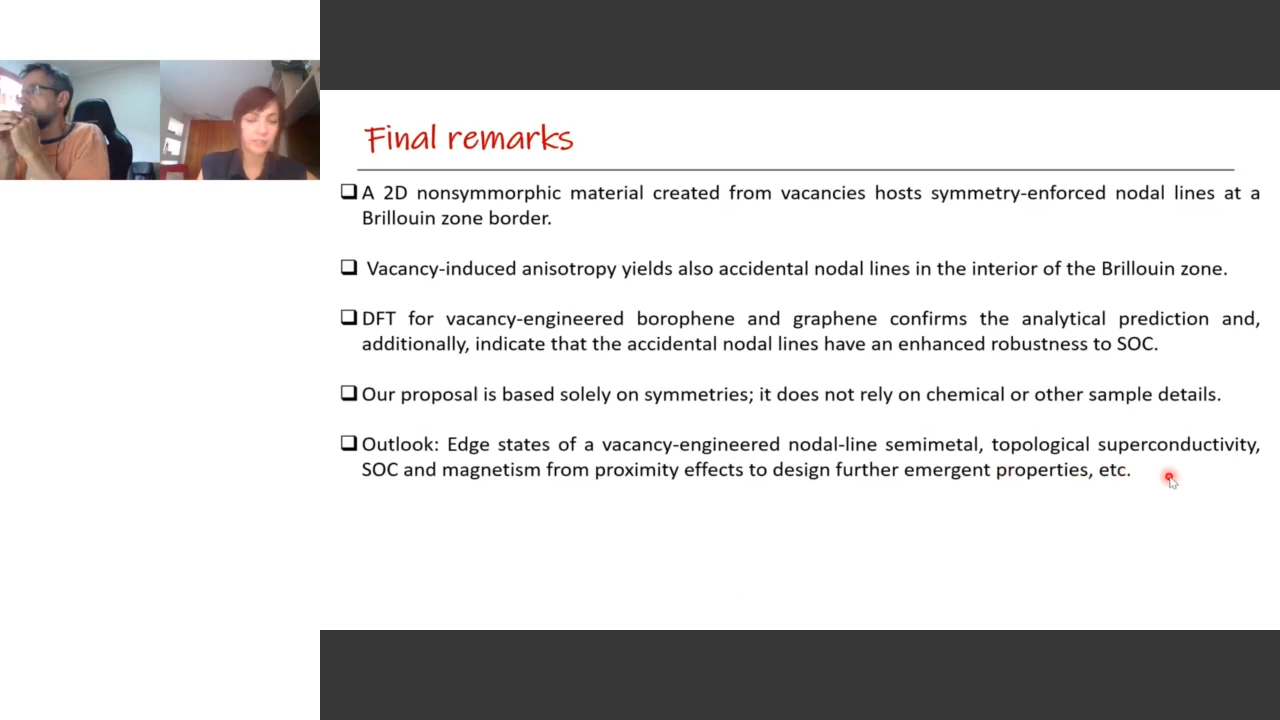 Final remarks
A 2D nonsymmorphic material created from vacancies hosts symmetry-enforced nodal lines at a
Brillouin zone border.
Vacancy-induced anisotropy yields also accidental nodal lines in the interior of the Brillouin zone.
DFT for vacancy-engineered borophene and graphene confirms the analytical prediction and,
additionally, indicate that the accidental nodal lines have an enhanced robustness to SOC.
Our proposal is based solely on symmetries; it does not rely on chemical or other sample details.
Outlook: Edge states of a vacancy-engineered nodal-line semimetal, topological superconductivity,
SOC and magnetism from proximity effects to design further emergent properties, etc.